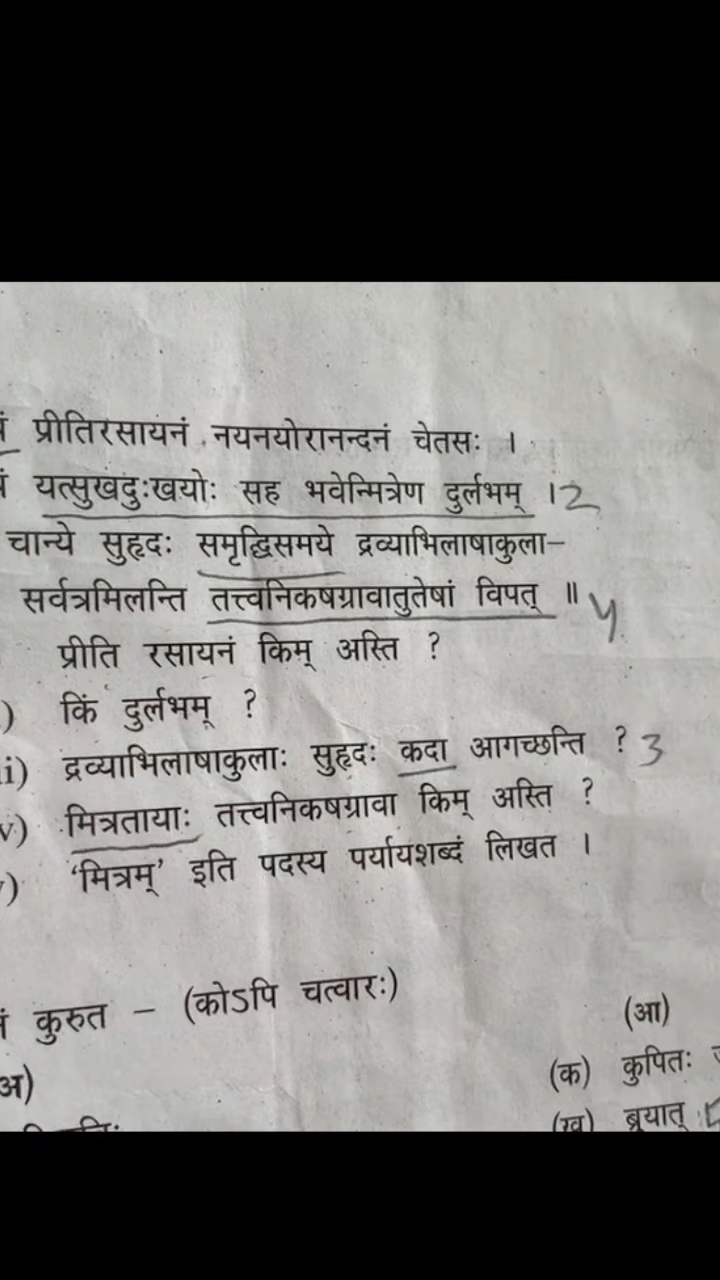 प्रीतिरसायनं नयनयोरानन्दनं चेतसः ।
यत्सुखदुःखयोः सह भवेन्मित्रेण दुर्लभम् । 2
चान्ये सुहृदः समृद्धिसमये द्रव्याभिलाषाकुला–
सर्वत्रमिलन्ति तत्त्वनिकषग्रावातुतेषां विपत् ॥ 4
प्रीति रसायनं किम् अस्ति ?
) किं दुर्लभम् ?
ii) द्रव्याभिलाषाकुलाः सुहृदः कदा आगच्छन्ति ? 3
v) मित्रतायाः तत्त्वनिकषग्रावा किम् अस्ति ?
) ‘मित्रम्’ इति पदस्य पर्यायशब्दं लिखत ।
कुरुत – (कोऽपि चत्वारः)
अ)
(आ)
(क) कुपितः
(ख) ब्रूयात्